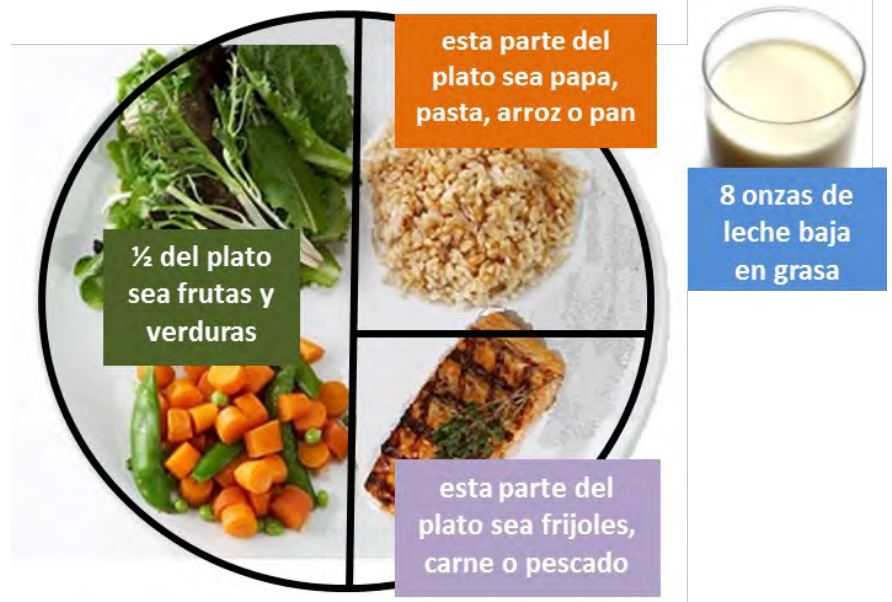 ½ del plato
sea frutas y
verduras
esta parte del
plato sea papa,
pasta, arroz o pan
esta parte del
plato sea frijoles,
carne o pescado
8 onzas de
leche baja
en grasa